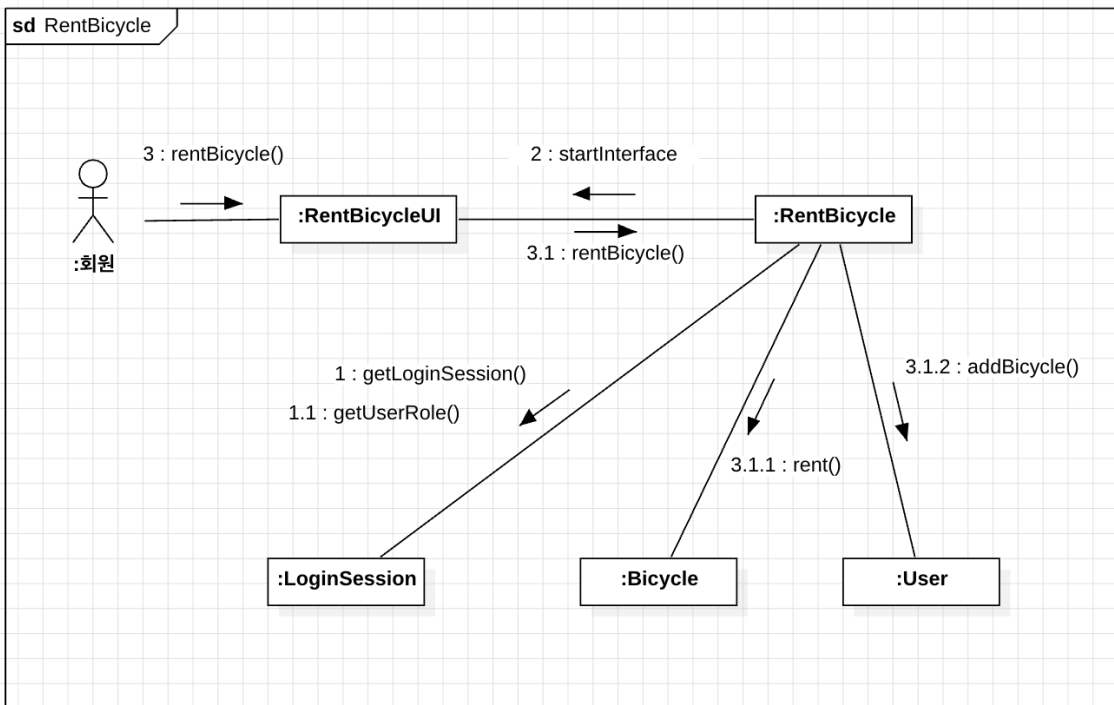 sd RentBicycle
3 : rentBicycle()
2 : startInterface
:RentBicycleUI
:RentBicycle
3.1 : rentBicycle()
:회원
1 : getLoginSession()
3.1.2 : addBicycle()
1.1 : getUserRole()
3.1.1 : rent()
:LoginSession
:Bicycle
:User